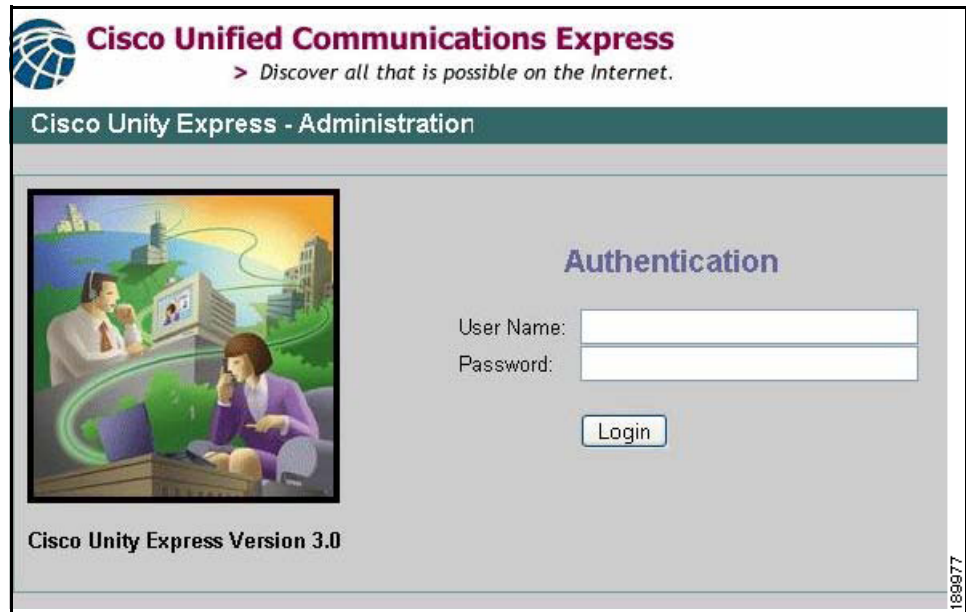 Cisco Unified Communications Express
> Discover all that is possible on the Internet.
Cisco Unity Express - Administration
Authentication
User Name:
Password:
Login
Cisco Unity Express Version 3.0
189977